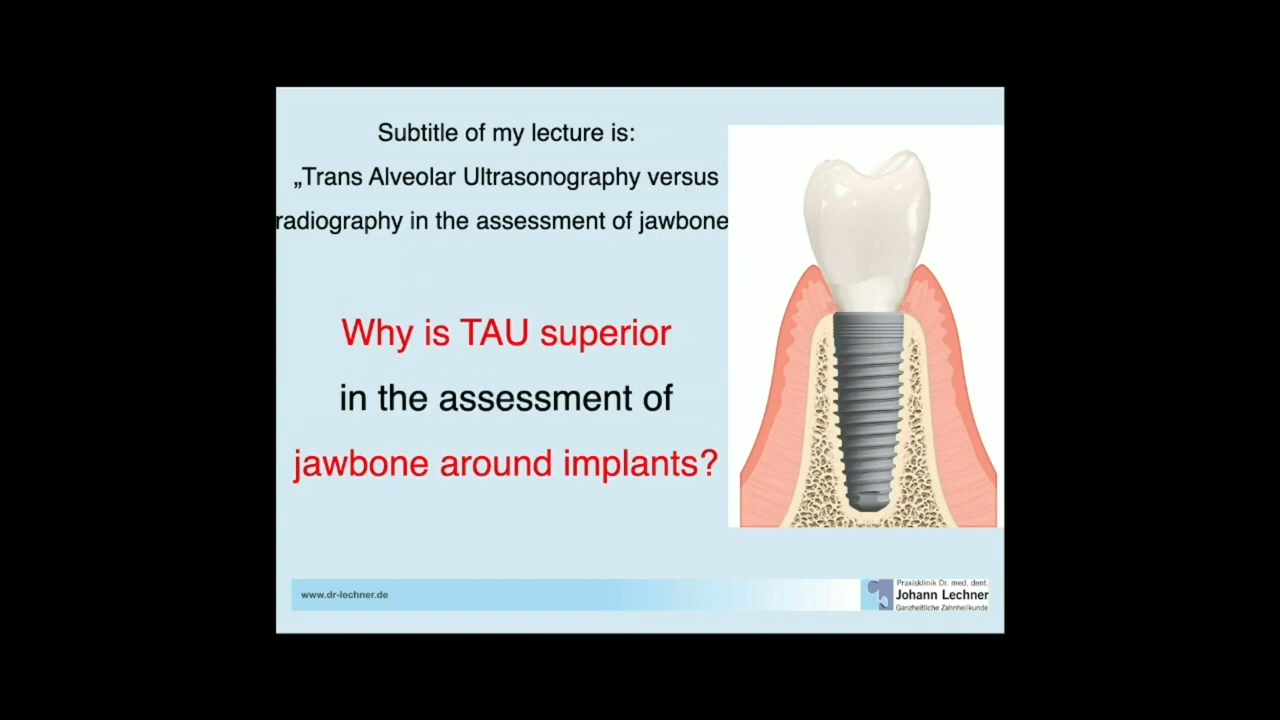 Subtitle of my lecture is:
„Trans Alveolar Ultrasonography versus
radiography in the assessment of jawbone
Why is TAU superior
in the assessment of
jawbone around implants?
www.dr-lechner.de
Praxisklinik Dr. med. dent.
Johann Lechner
Ganzheitliche Zahnheilkunde